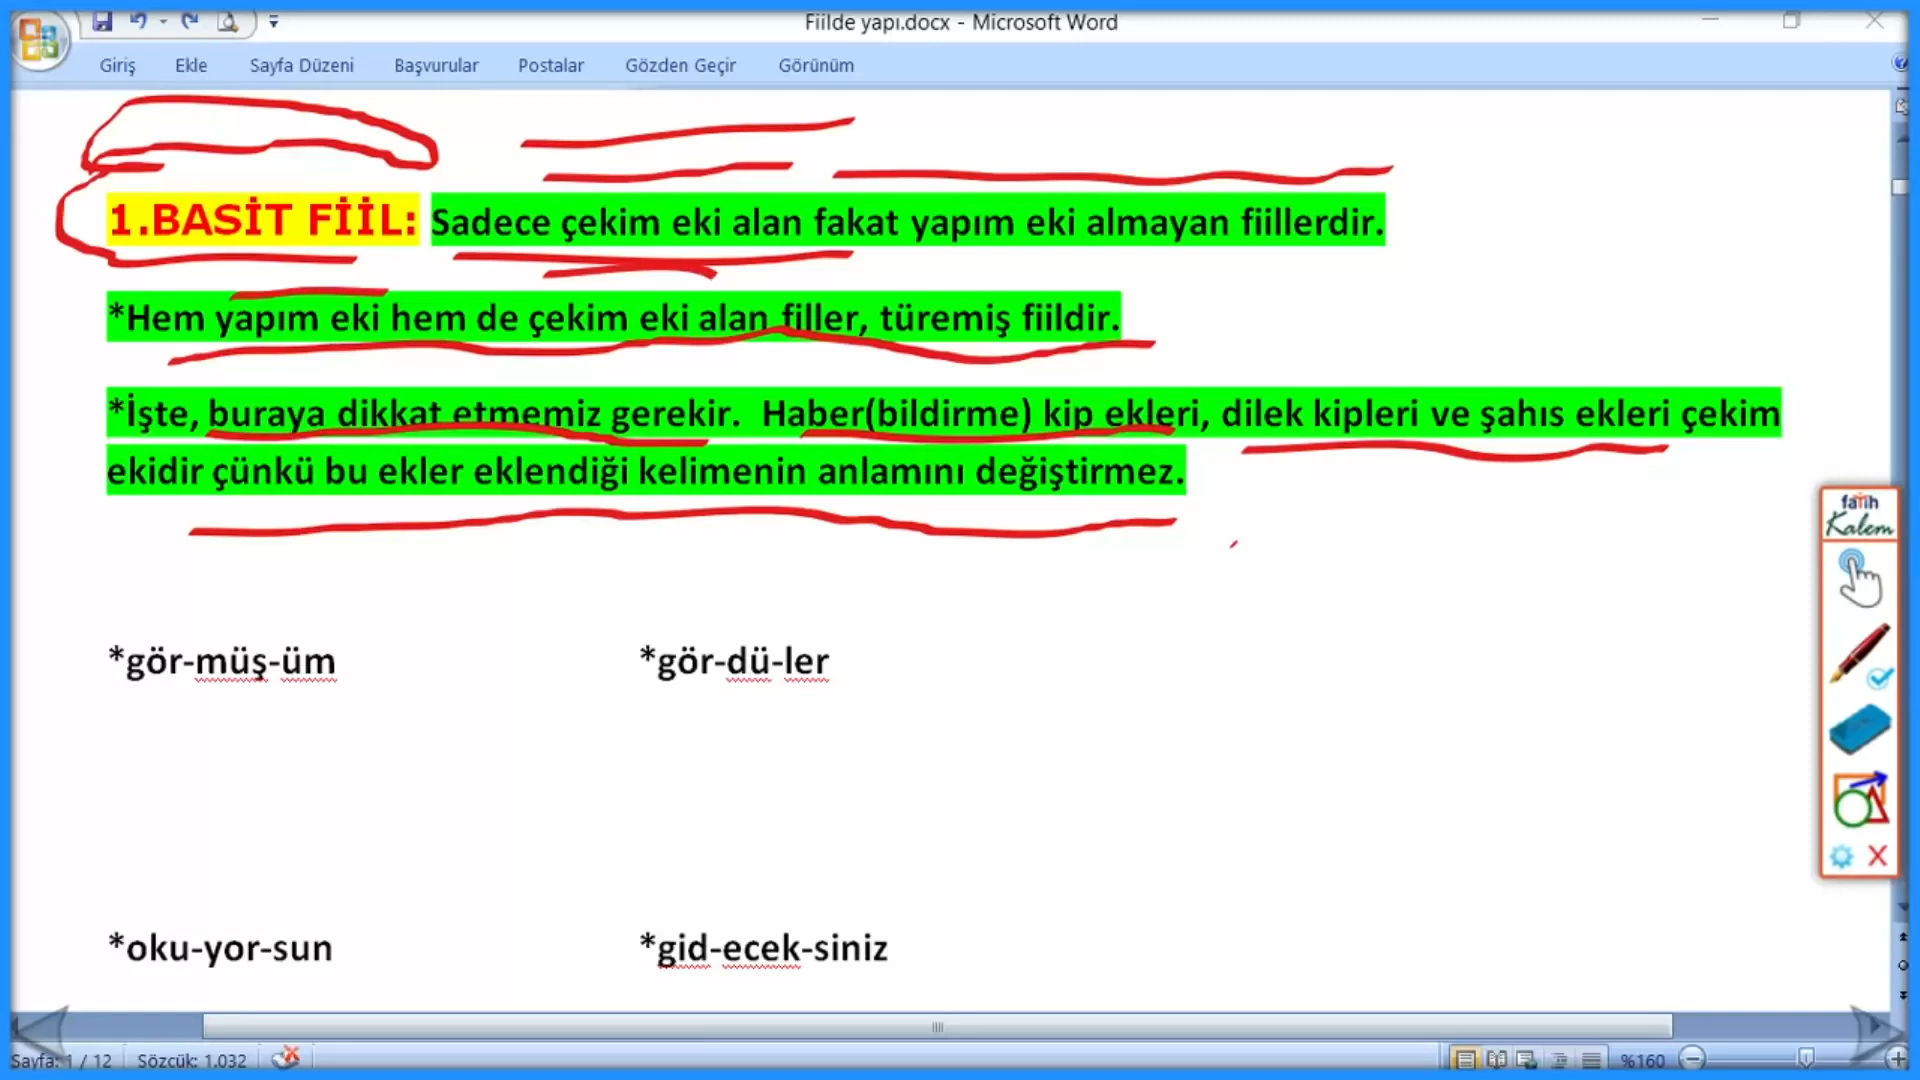 Fiilde yapı.docx - Microsoft Word
Giriş Ekle Sayfa Düzeni Başvurular Postalar Gözden Geçir Görünüm
1.BASİT FİİL: Sadece çekim eki alan fakat yapım eki almayan fiillerdir.
*Hem yapım eki hem de çekim eki alan filler, türemiş fiildir.
*İşte, buraya dikkat etmemiz gerekir. Haber(bildirme) kip ekleri, dilek kipleri ve şahıs ekleri çekim
ekidir çünkü bu ekler eklendiği kelimenin anlamını değiştirmez.
fatih
Kalem
*gör-müş-üm *gör-dü-ler
*oku-yor-sun *gid-ecek-siniz
Sayfa: 1 / 12 Sözcük: 1.032 %160